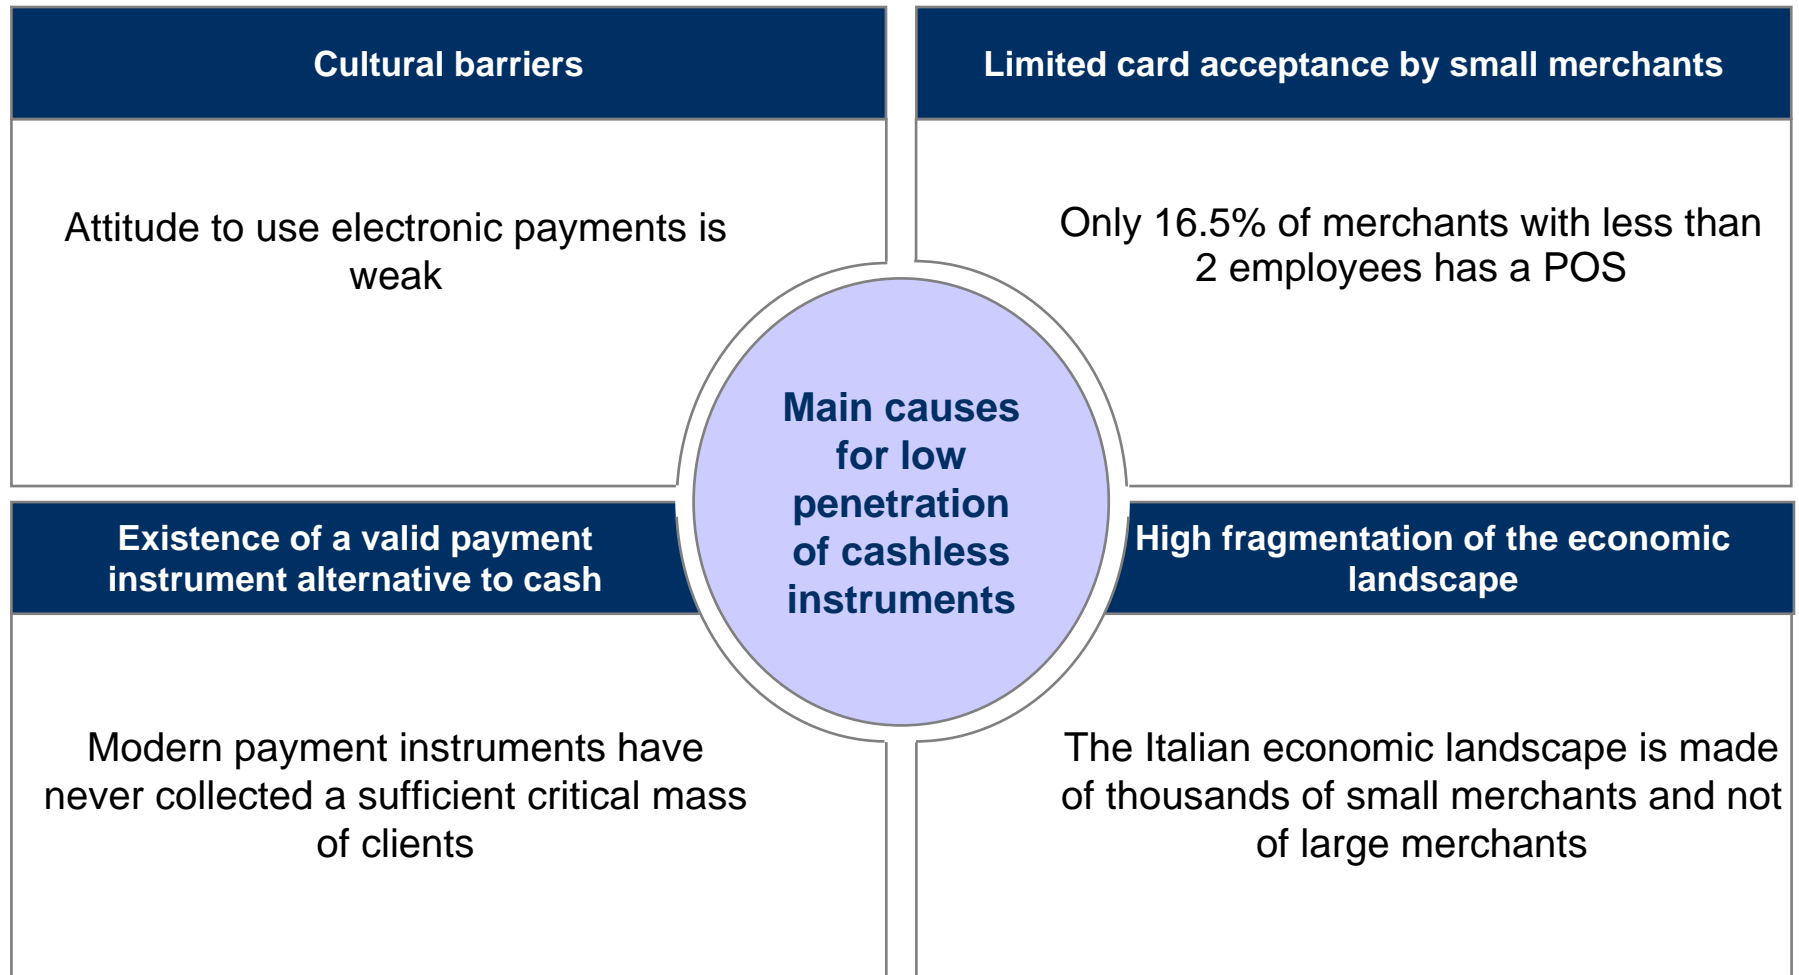 Cultural barriers
Attitude to use electronic payments is
weak
Limited card acceptance by small merchants
Only 16.5% of merchants with less than
2 employees has a POS
Main causes
for low
penetration
of cashless
instruments
Existence of a valid payment
instrument alternative to cash
Modern payment instruments have
never collected a sufficient critical mass
of clients
High fragmentation of the economic
landscape
The Italian economic landscape is made
of thousands of small merchants and not
of large merchants